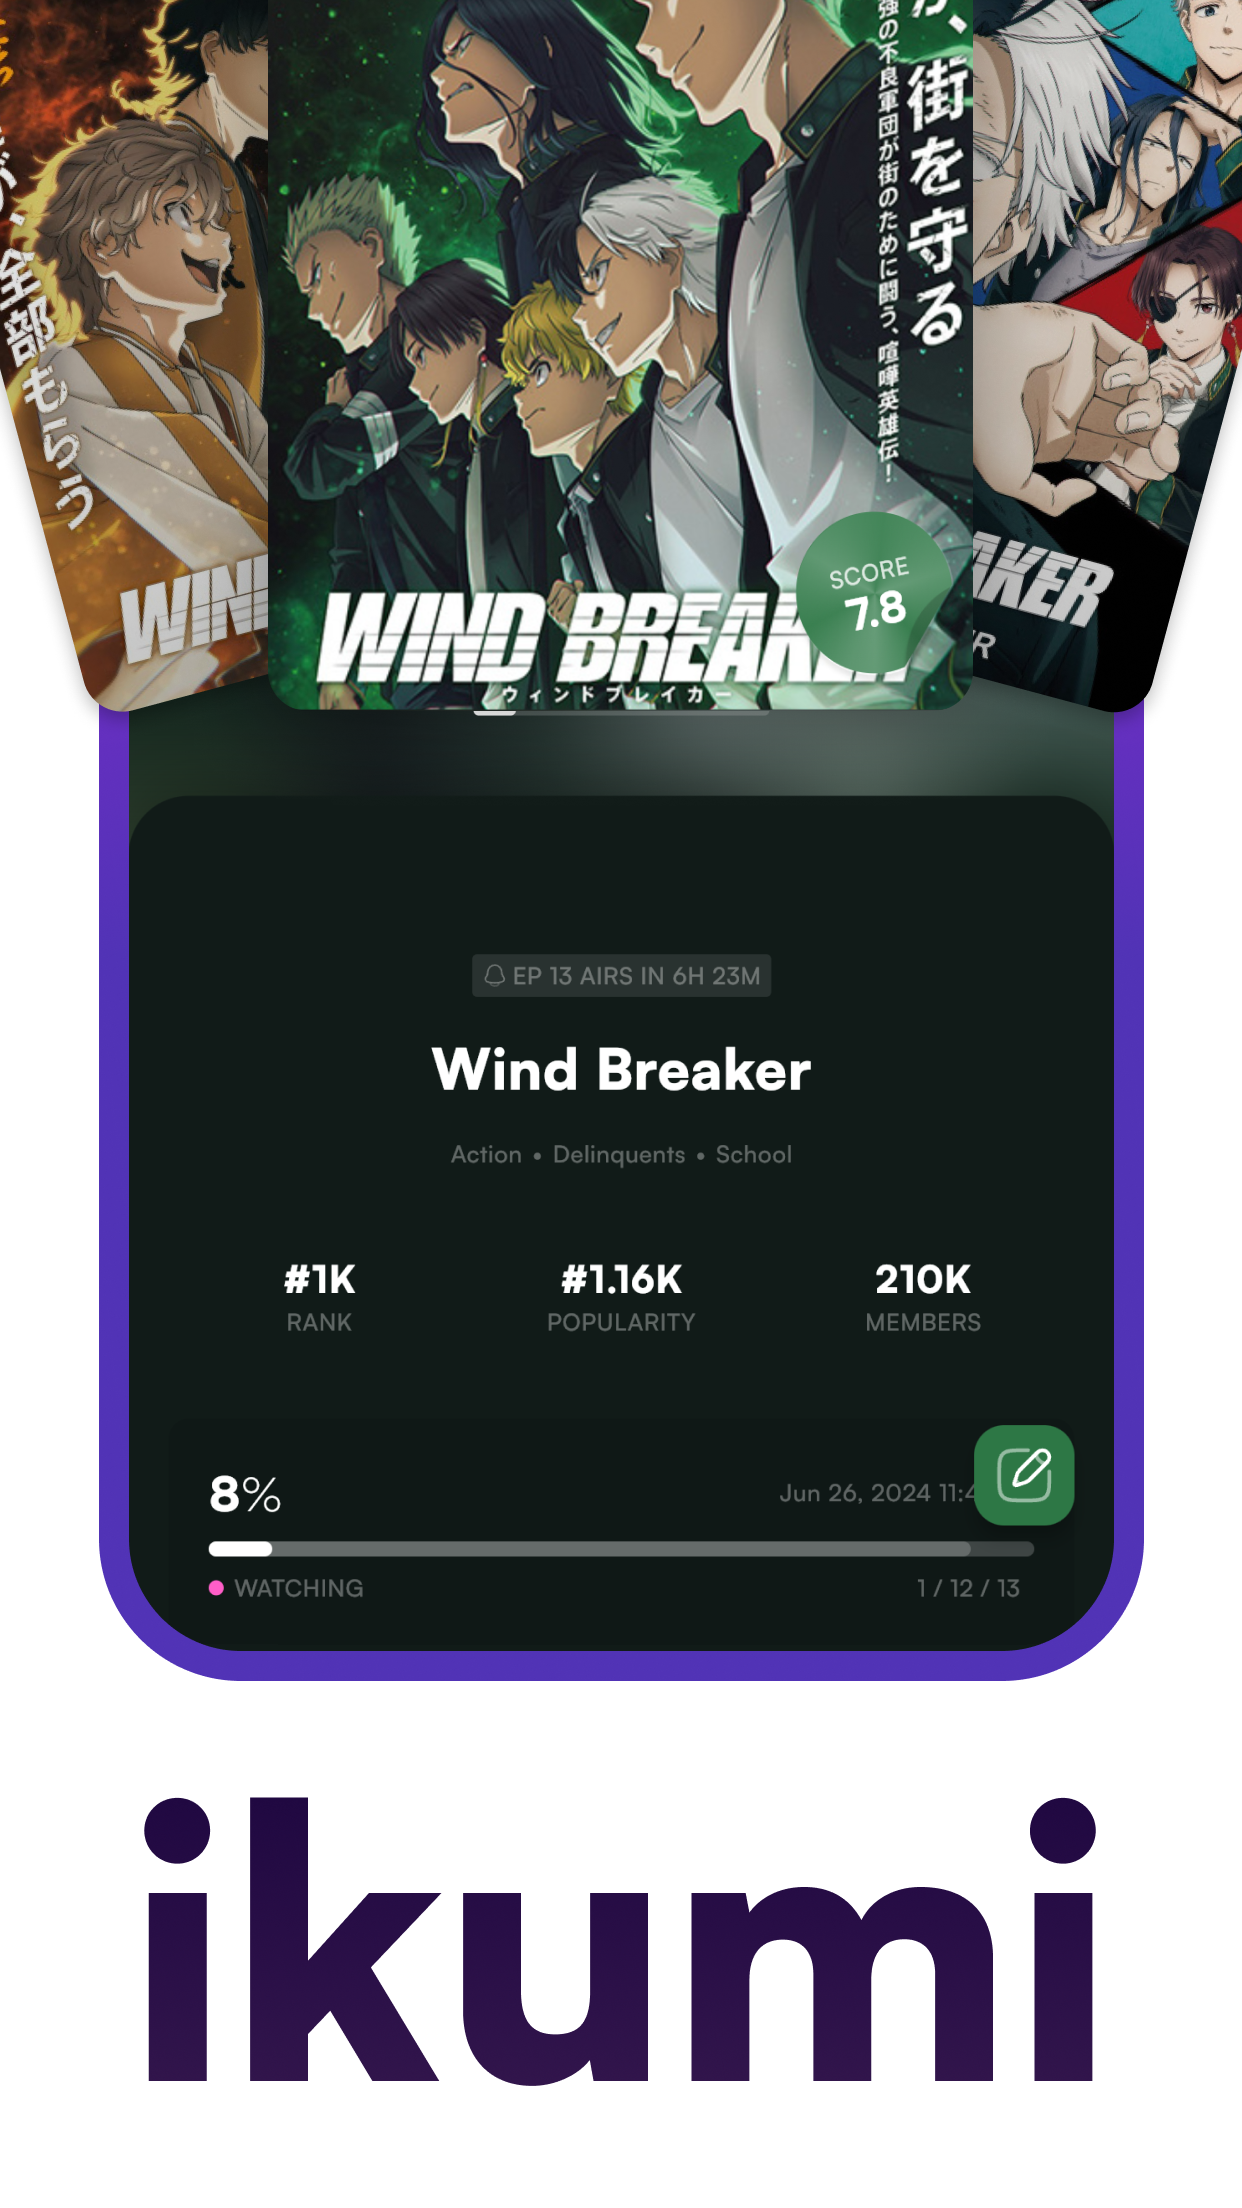 街を守る
強の不良軍団が街のために闘う、喧嘩英雄伝！
全部もらう
WIND
WIND BREAKER
ウィンドブレイカー
SCORE
7.8
AKER
EP 13 AIRS IN 6H 23M
Wind Breaker
Action • Delinquents • School
#1K
RANK
#1.16K
POPULARITY
210K
MEMBERS
8%
Jun 26, 2024 11:4
WATCHING
1 / 12 / 13
ikumi